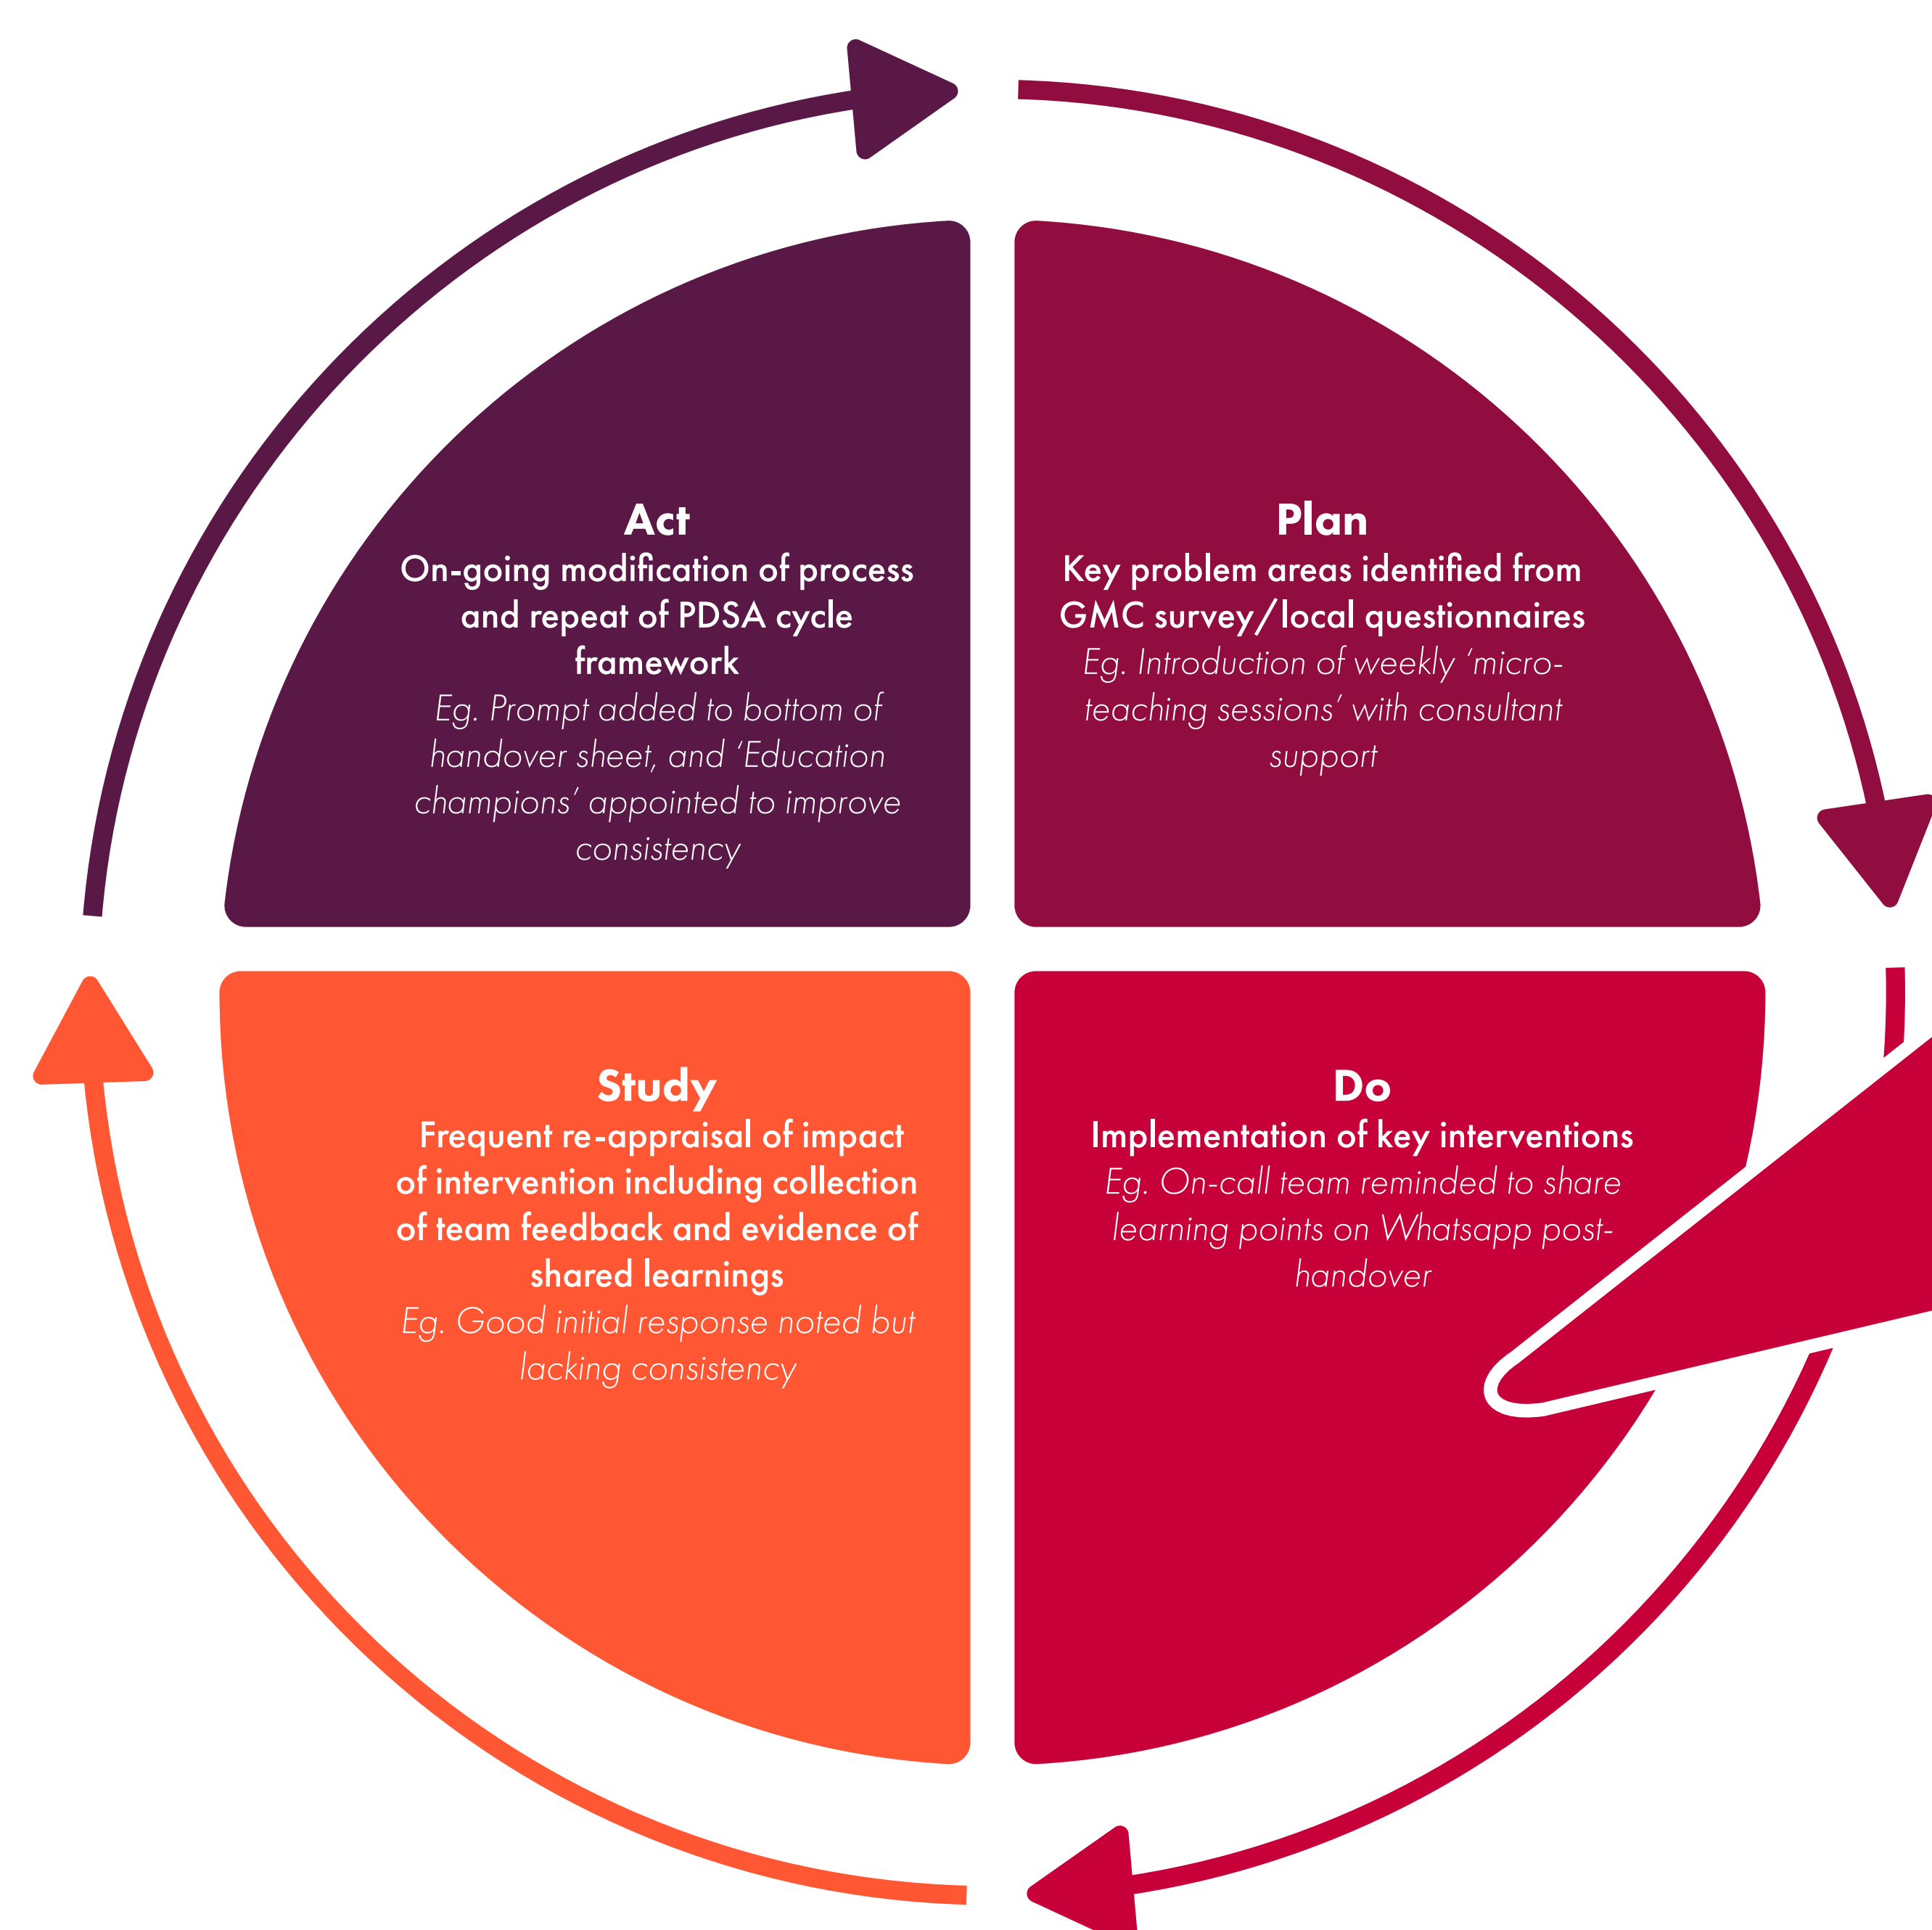 Act
On-going modification of process
and repeat of PDSA cycle
framework
Eg. Prompt added to bottom of
handover sheet, and ‘Education
champions’ appointed to improve
consistency
Plan
Key problem areas identified from
GMC survey/local questionnaires
Eg. Introduction of weekly ‘micro-
teaching sessions’ with consultant
support
Study
Frequent re-appraisal of impact
of intervention including collection
of team feedback and evidence of
shared learnings
Eg. Good initial response noted but
lacking consistency
Do
Implementation of key interventions
Eg. On-call team reminded to share
learning points on Whatsapp post-
handover